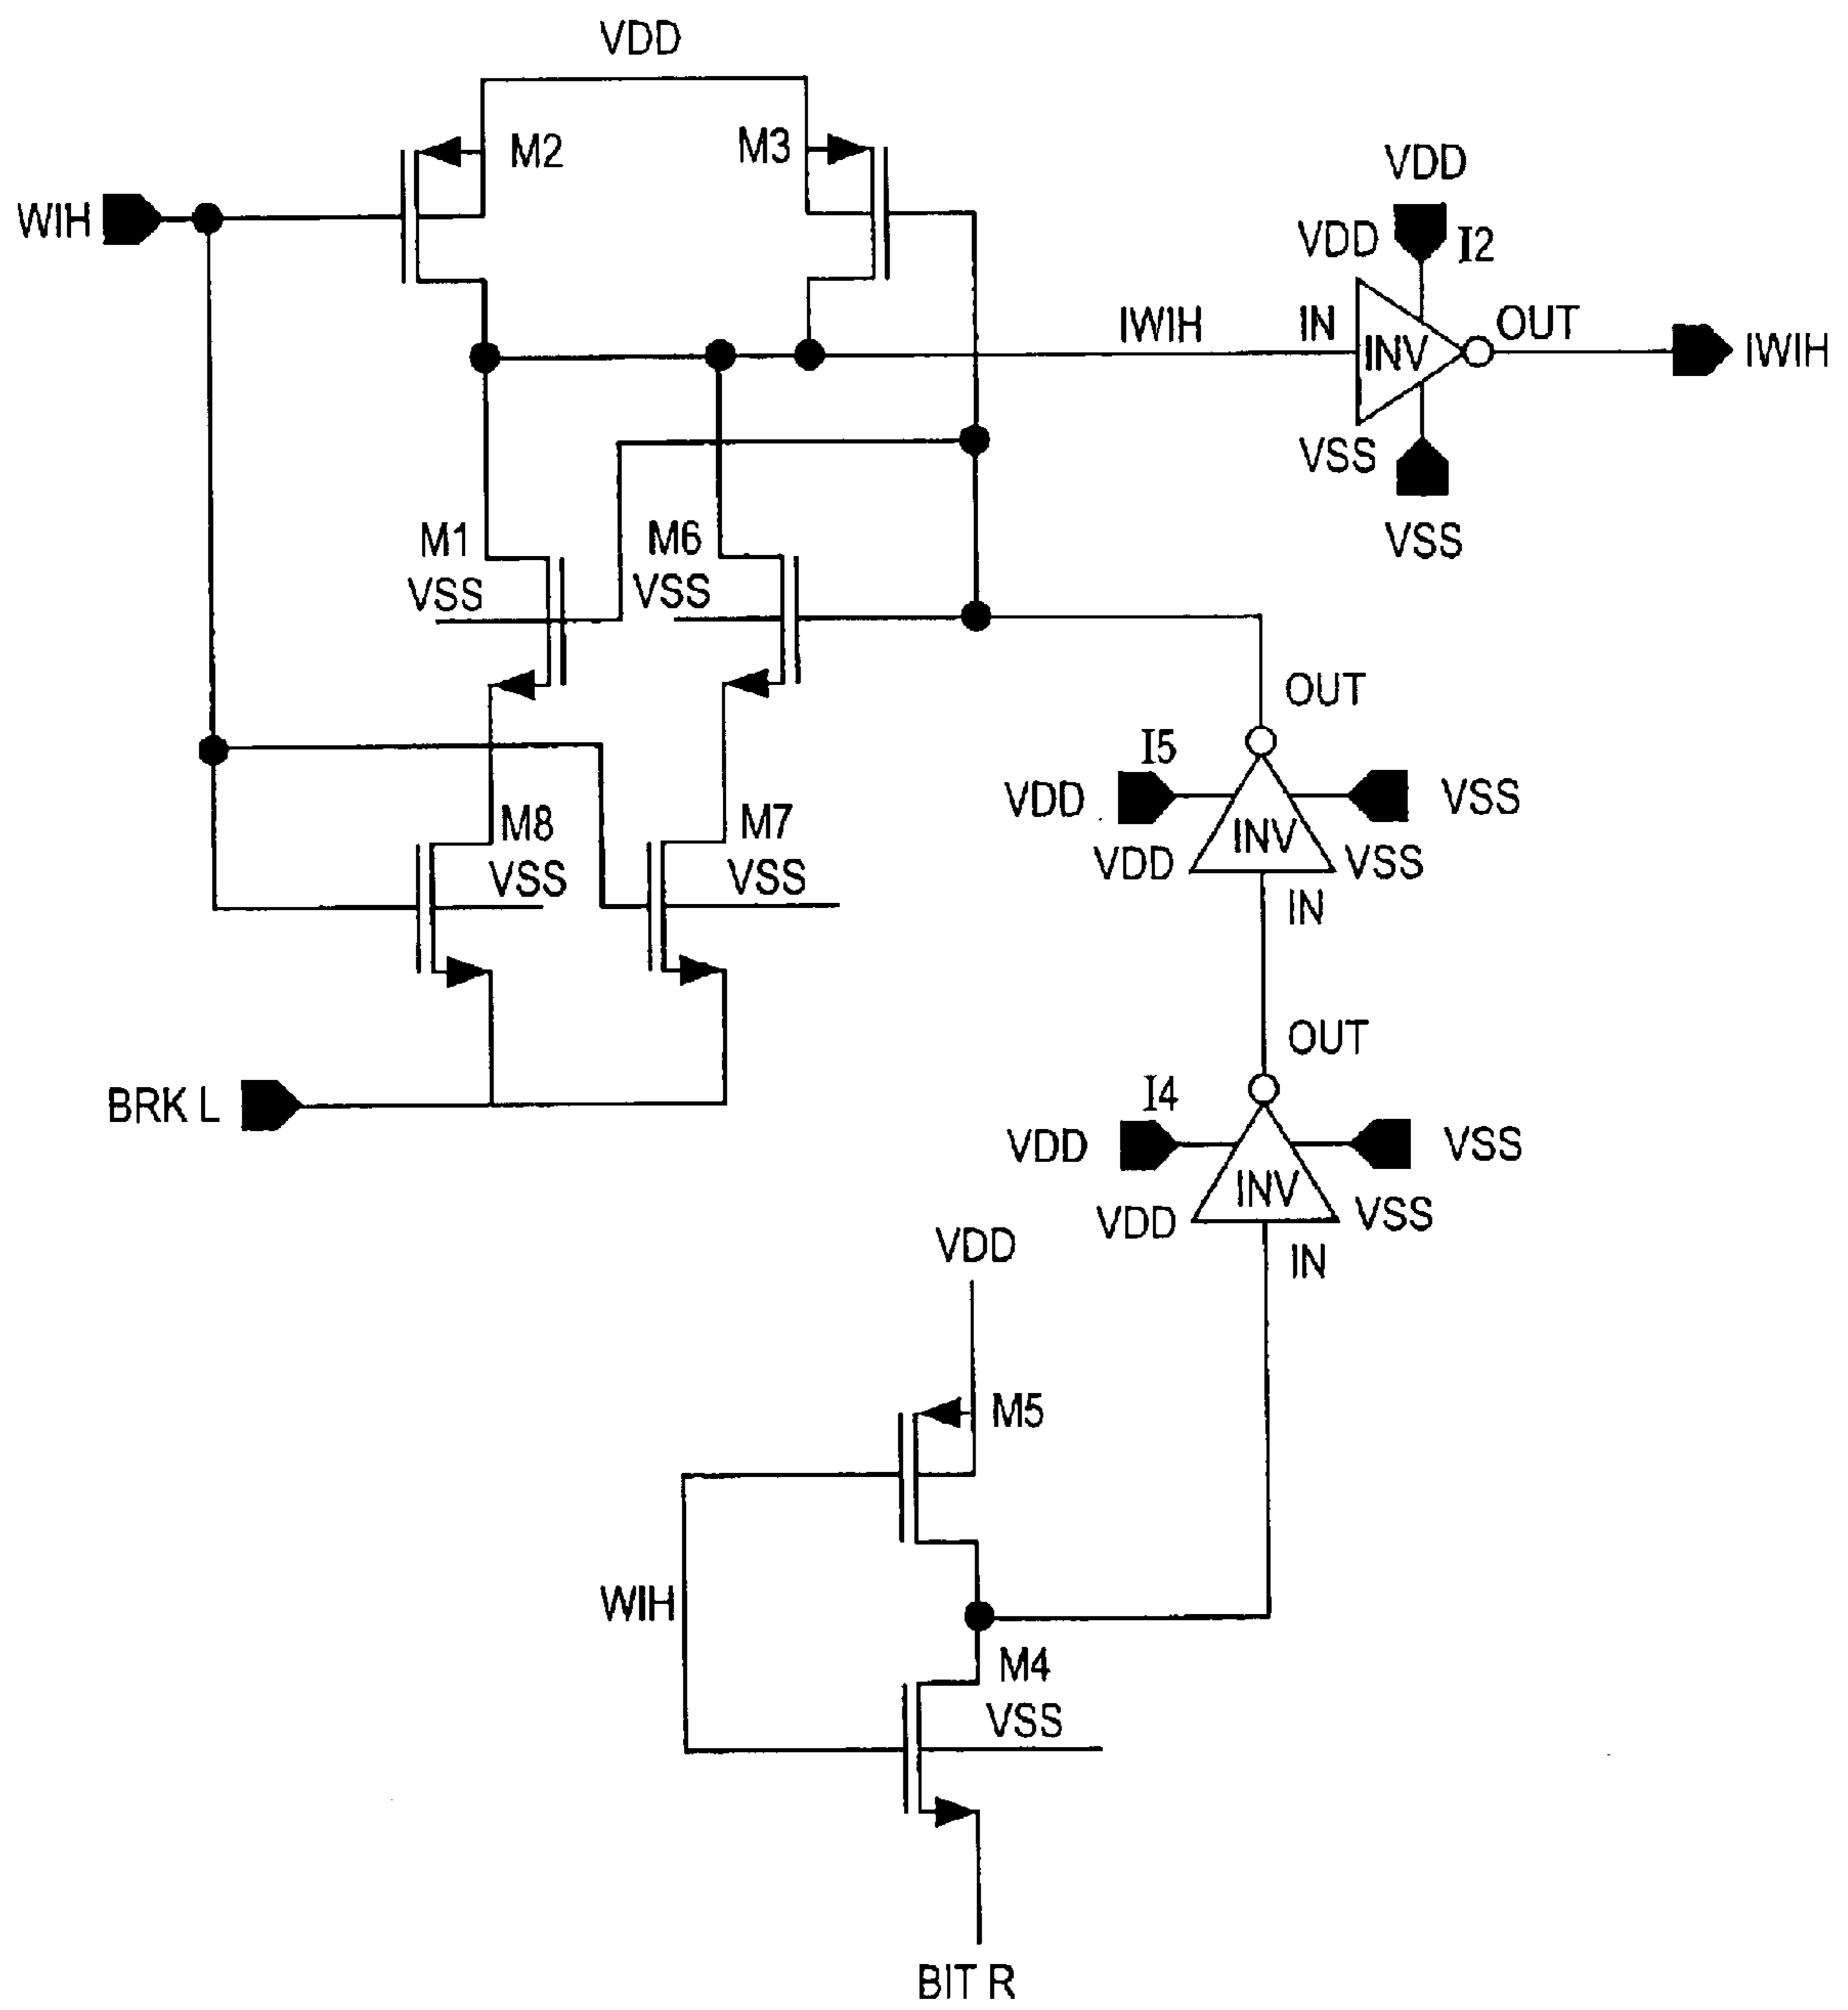 VDD
M2
M3
WIH
VDD
VDD
I2
IWIH
IN
INV
OUT
IWIH
VSS
VSS
M1
VSS
M6
VSS
OUT
I5
VDD
VSS
INV
VDD
VSS
IN
M8
VSS
M7
VSS
BRK L
OUT
I4
VDD
VSS
INV
VDD
VSS
IN
VDD
M5
WIH
M4
VSS
BIT R